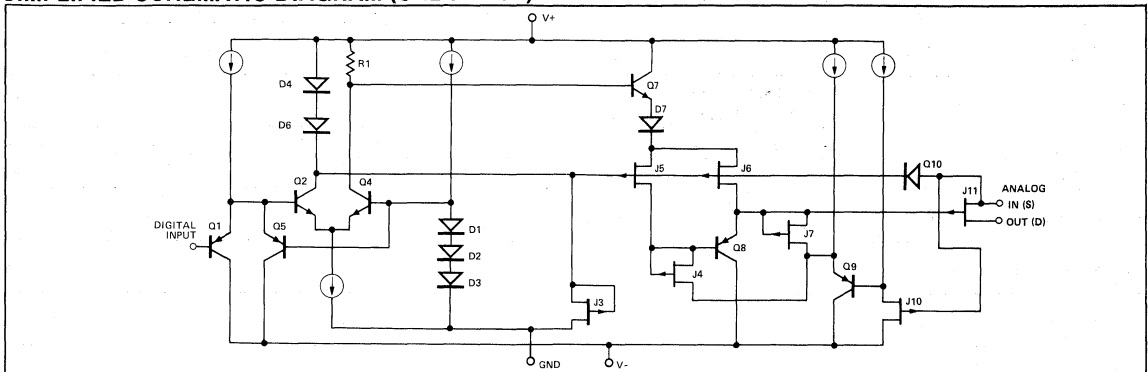 SIMPLIFIED SCHEMATIC DIAGRAM
V+
R1
D4
Q7
D7
D6
Q10
Q2
Q4
J5
J6
J11
ANALOG
IN (S)
OUT (D)
DIGITAL
INPUT
Q1
Q5
D1
D2
D3
J7
Q8
J4
Q9
J3
J10
GND
V-